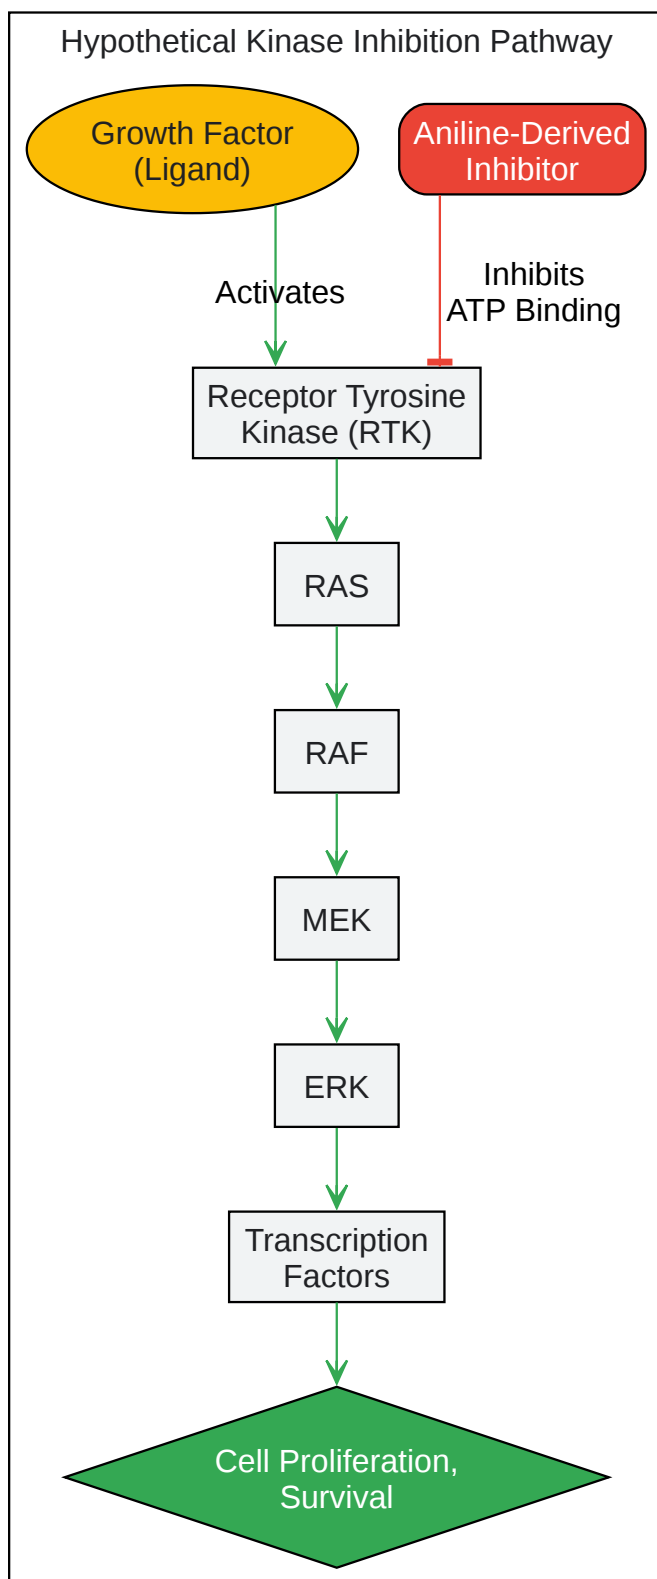 Hypothetical Kinase Inhibition Pathway
Growth Factor
(Ligand)
Aniline-Derived
Inhibitor
Activates
Inhibits
ATP Binding
Receptor Tyrosine
Kinase (RTK)
RAS
RAF
MEK
ERK
Transcription
Factors
Cell Proliferation,
Survival